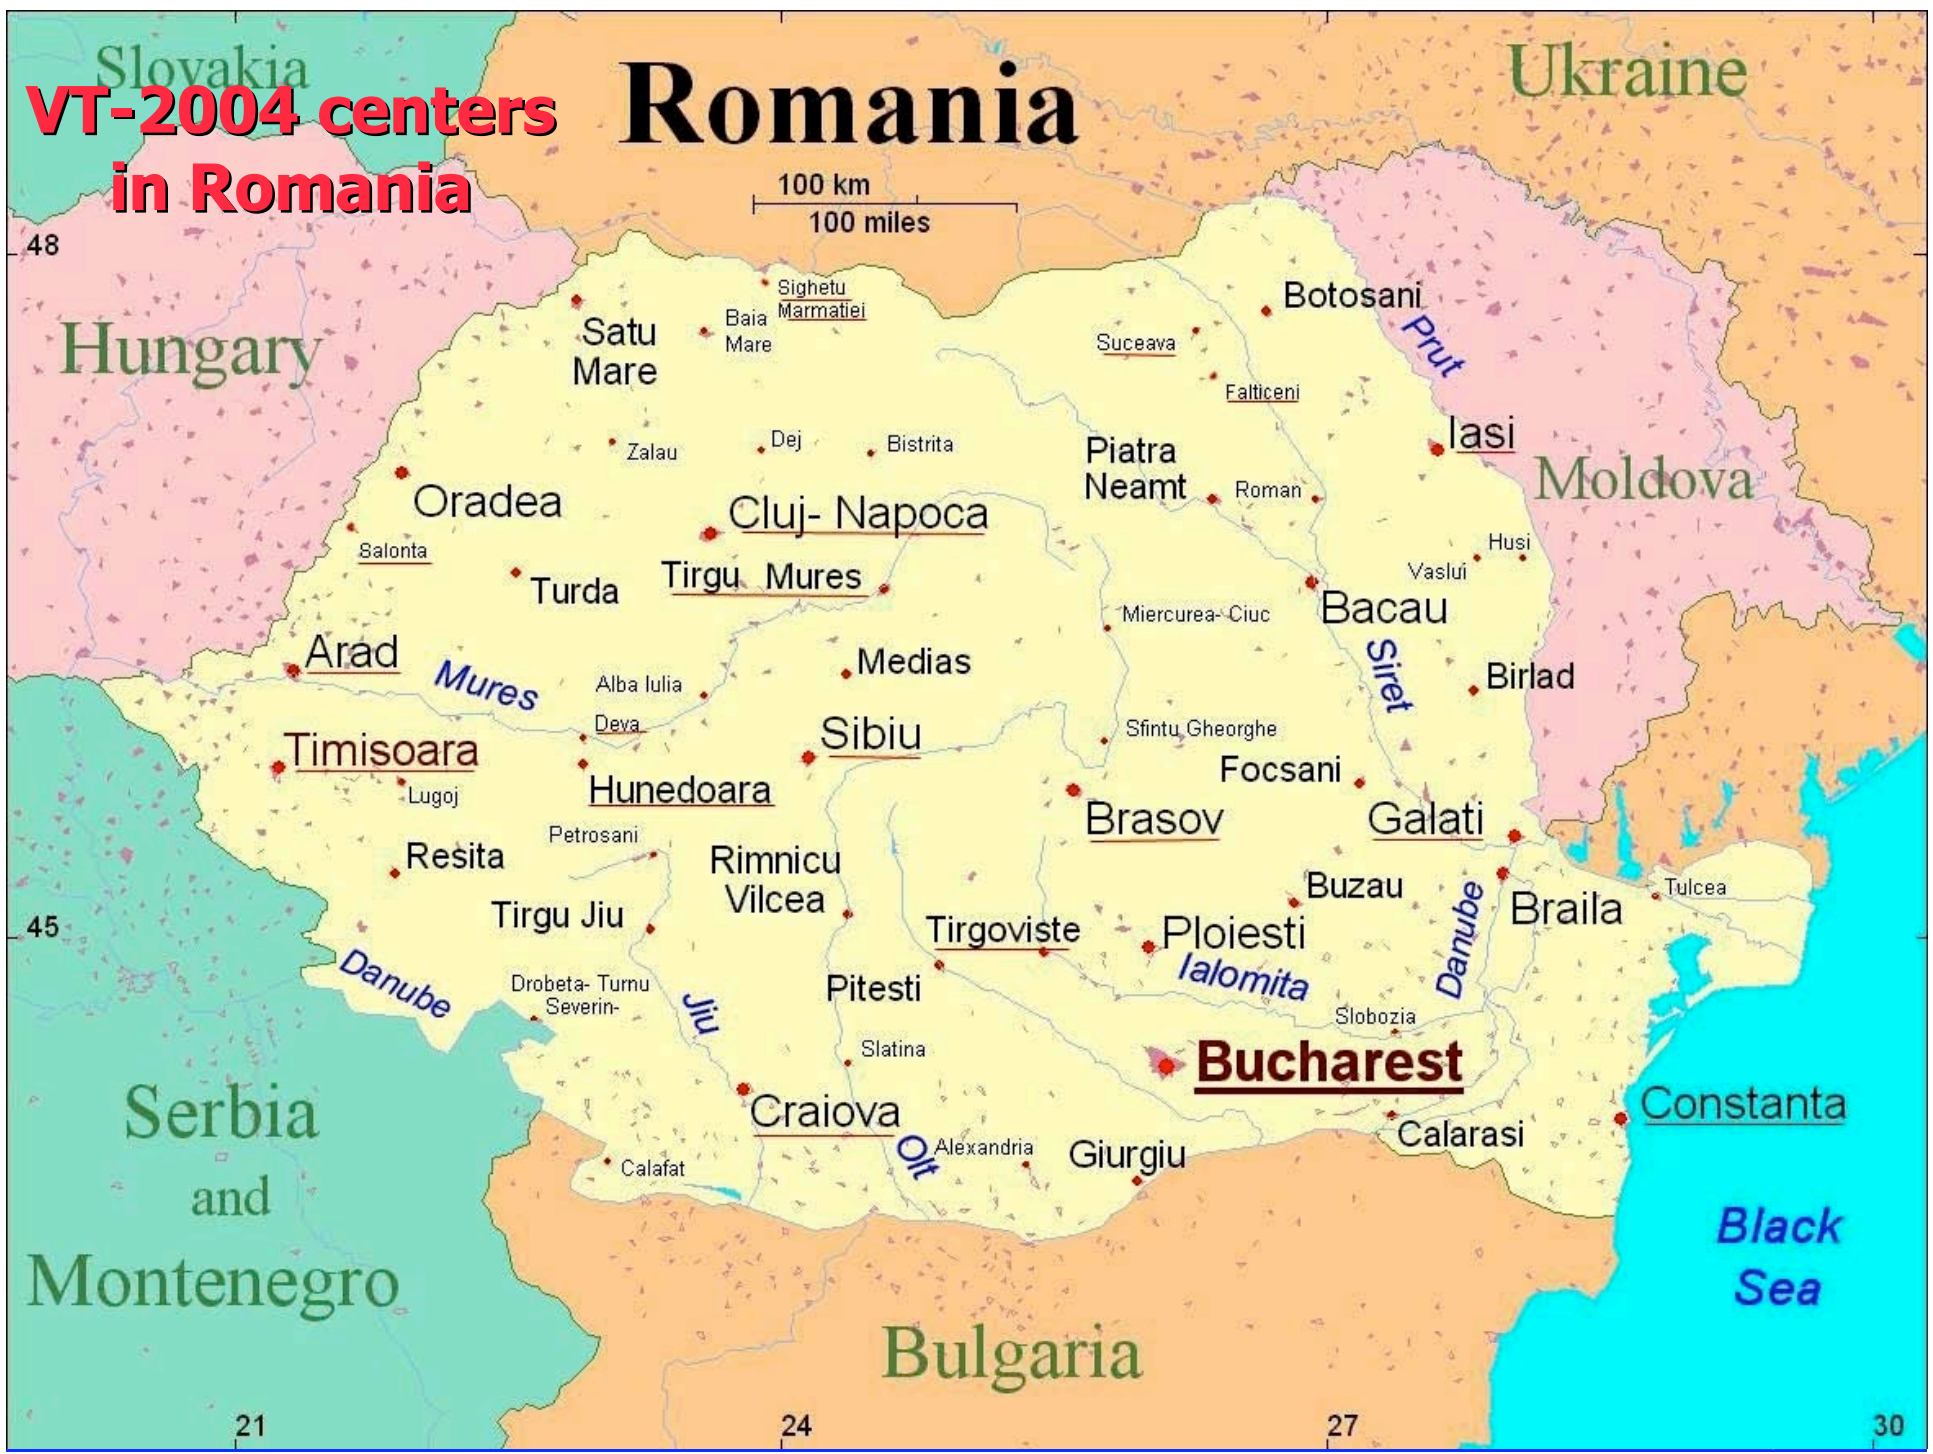 Slovakia
VT-2004 centers
in Romania
Romania
Ukraine
100 km
100 miles
48
Hungary
Satu
Mare
Baia
Mare
Sighetu
Marmatiei
Suceava
Botosani
Prut
Falticeni
Iasi
Moldova
Zalau
Dej
Bistrita
Piatra
Neamt
Roman
Oradea
Cluj- Napoca
Salonta
Turda
Tirgu Mures
Husi
Vaslui
Bacau
Miercurea- Ciuc
Siret
Birlad
Arad
Mures
Alba Iulia
Medias
Deva
Sibiu
Sfintu Gheorghe
Timisoara
Lugoj
Hunedoara
Focsani
Brasov
Galati
Petrosani
Resita
Rimnicu
Vilcea
Buzau
Tulcea
Tirgu Jiu
Tirgoviste
Ploiesti
Braila
Danube
45
Danube
Drobeta- Turnu
Severin-
Jiu
Pitesti
Ialomita
Slobozia
Slatina
Bucharest
Serbia
and
Montenegro
Craiova
Olt
Alexandria
Giurgiu
Calarasi
Constanta
Calafat
Black
Sea
Bulgaria
21
24
27
30